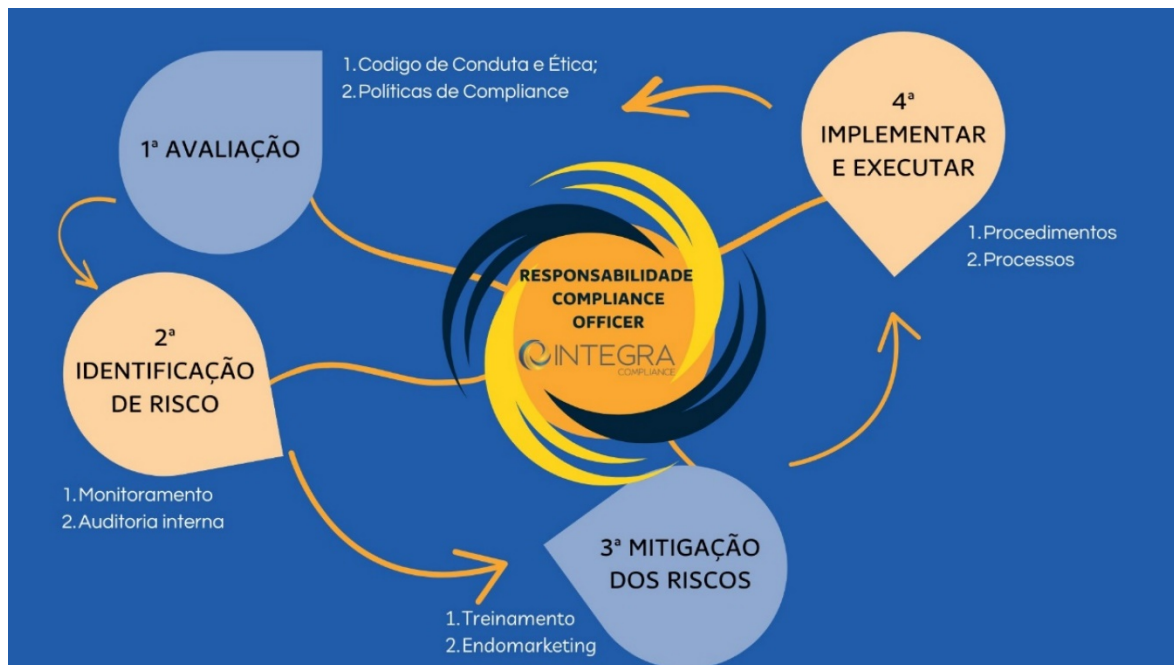 1ª AVALIAÇÃO
1. Codigo de Conduta e Ética;
2. Políticas de Compliance
2ª
IDENTIFICAÇÃO
DE RISCO
1. Monitoramento
2. Auditoria interna
3ª MITIGAÇÃO
DOS RISCOS
1. Treinamento
2. Endomarketing
4ª
IMPLEMENTAR
E EXECUTAR
1. Procedimentos
2. Processos
RESPONSABILIDADE
COMPLIANCE
OFFICER
INTEGRA
COMPLIANCE